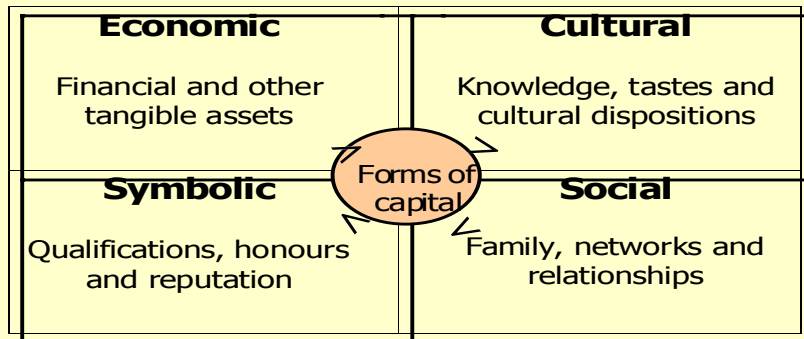 Economic
Financial and other
tangible assets
Cultural
Knowledge, tastes and
cultural dispositions
Forms of
capital
Symbolic
Qualifications, honours
and reputation
Social
Family, networks and
relationships